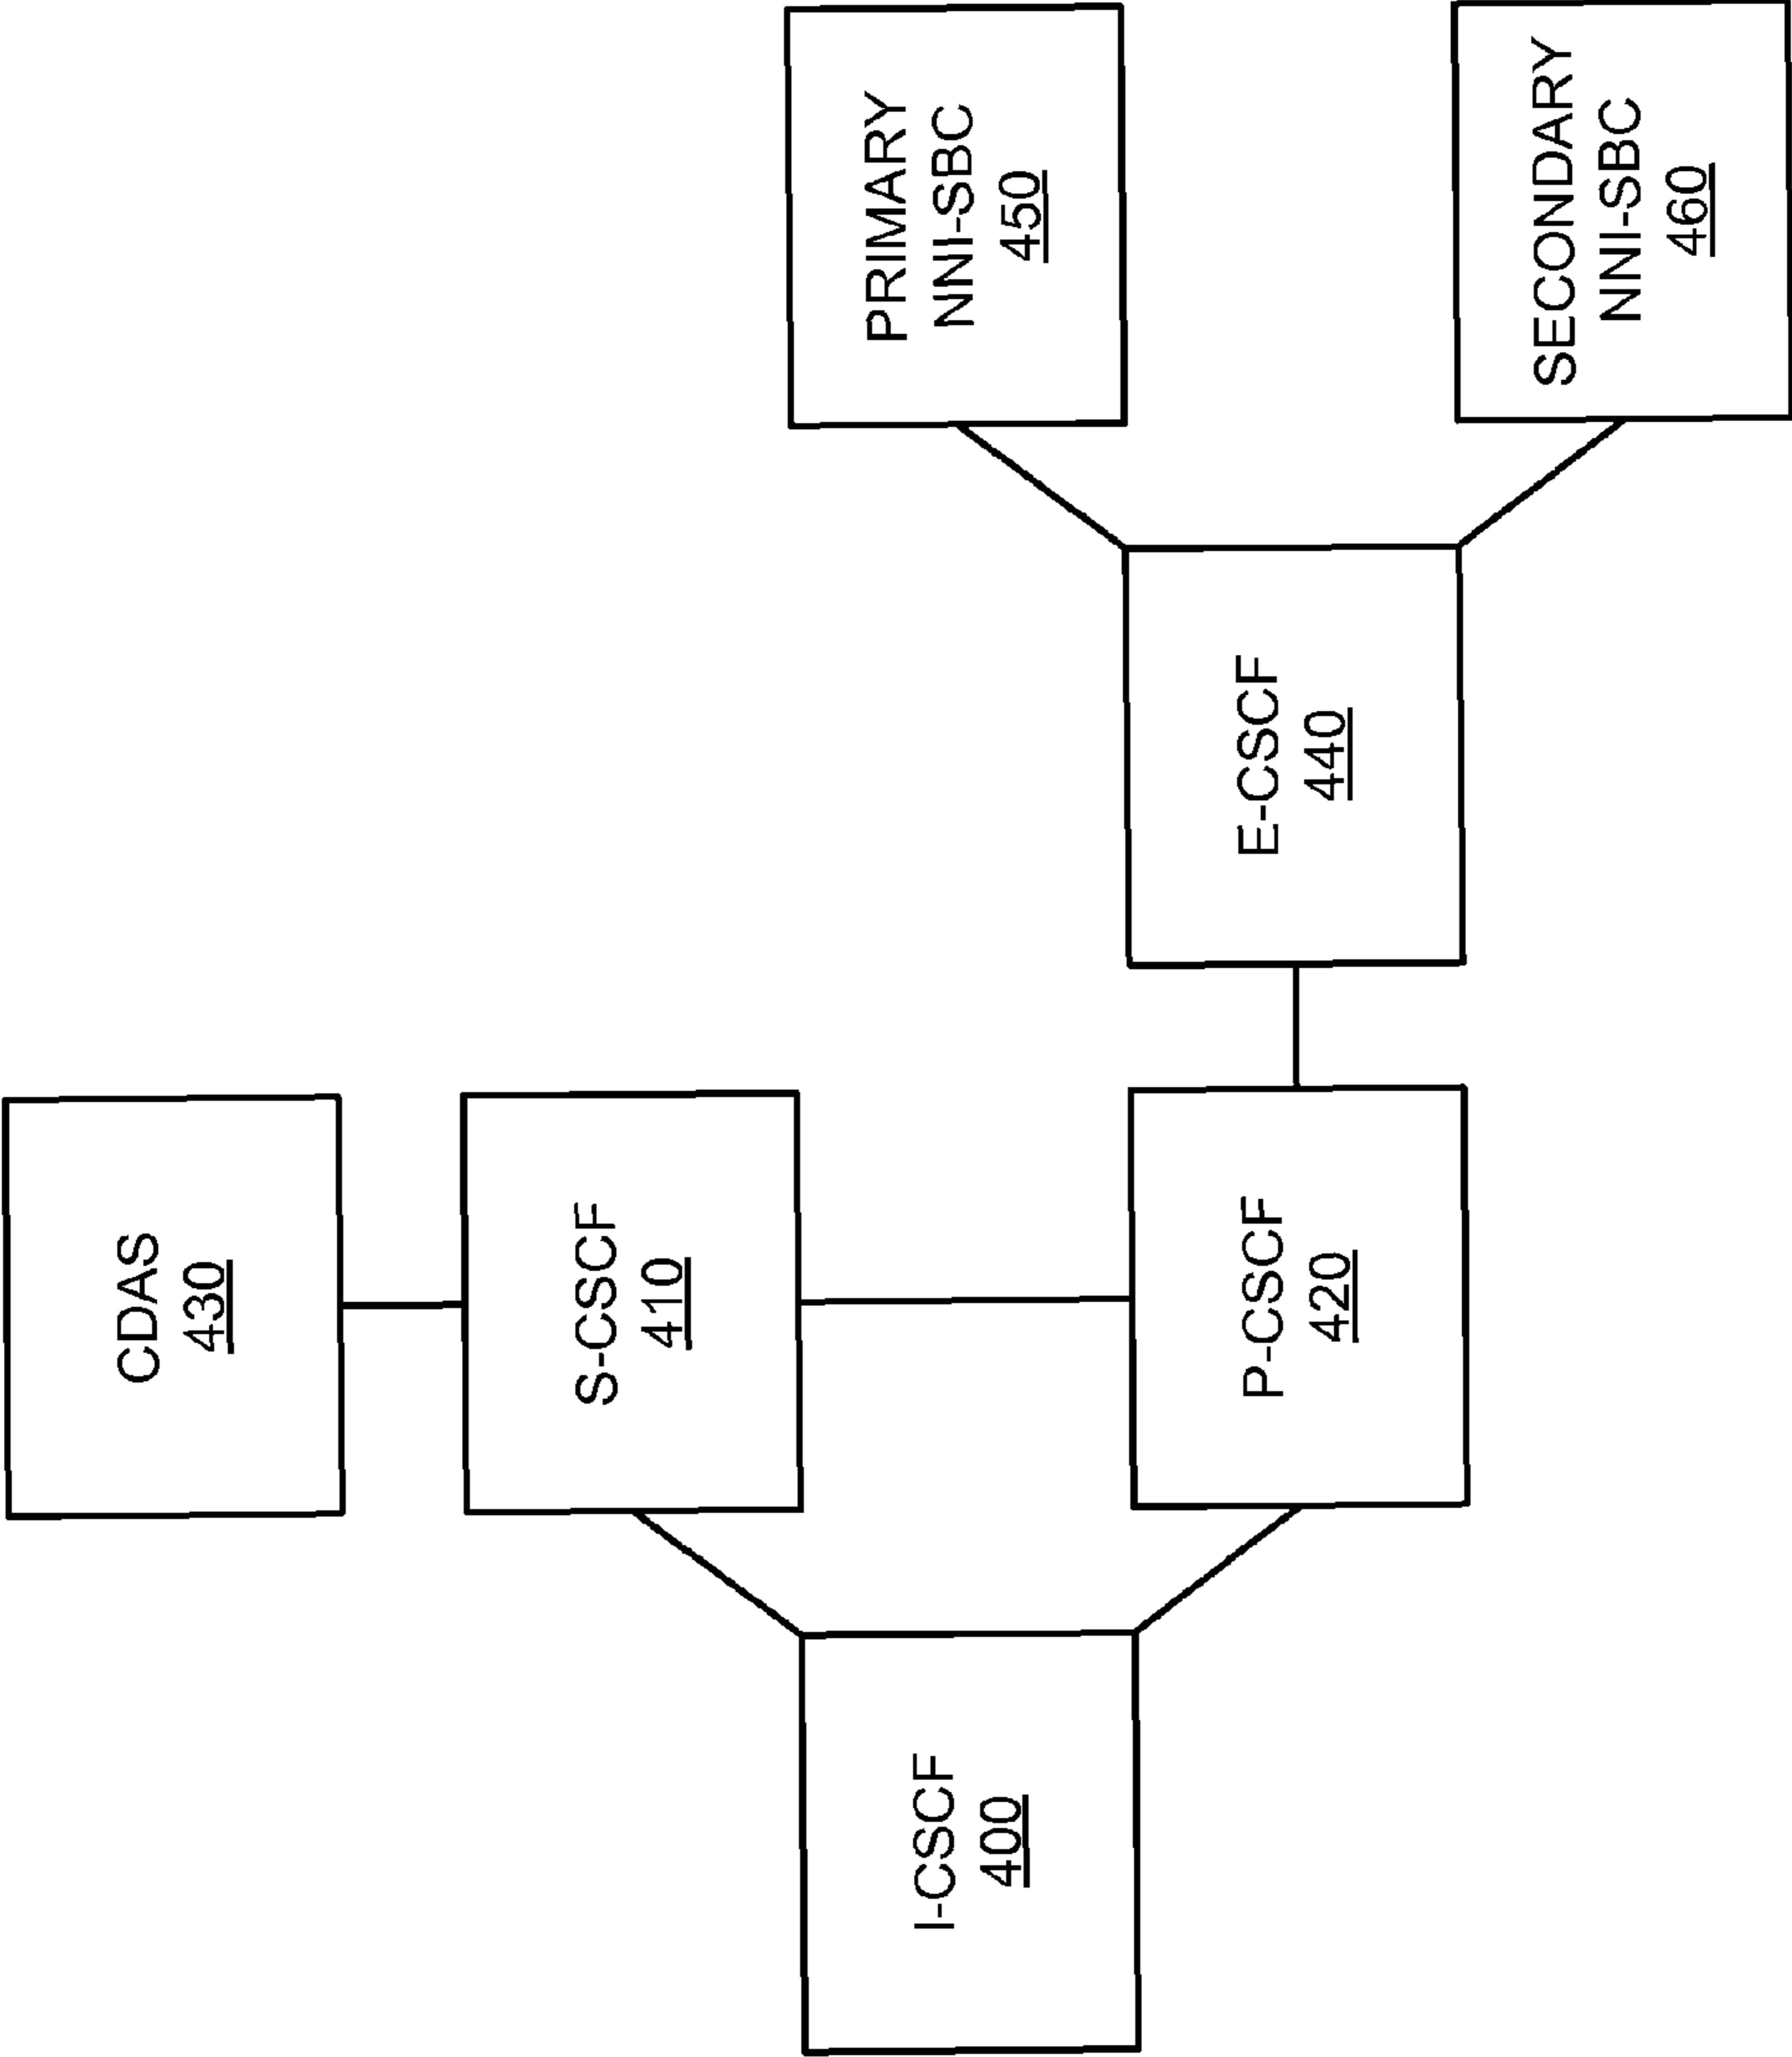 CDAS
430
S-CSCF
410
I-CSCF
400
P-CSCF
420
E-CSCF
440
PRIMARY
NNI-SBC
450
SECONDARY
NNI-SBC
460